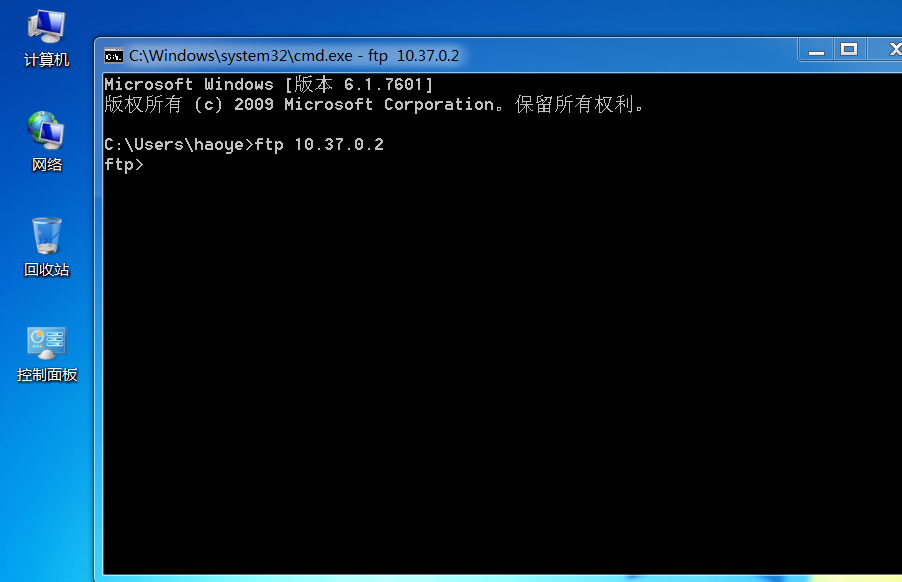 计算机
网络
回收站
控制面板
C:\Windows\system32\cmd.exe - ftp  10.37.0.2
Microsoft Windows [版本 6.1.7601]
版权所有 (c) 2009 Microsoft Corporation。保留所有权利。
C:\Users\haoye>ftp 10.37.0.2
ftp>